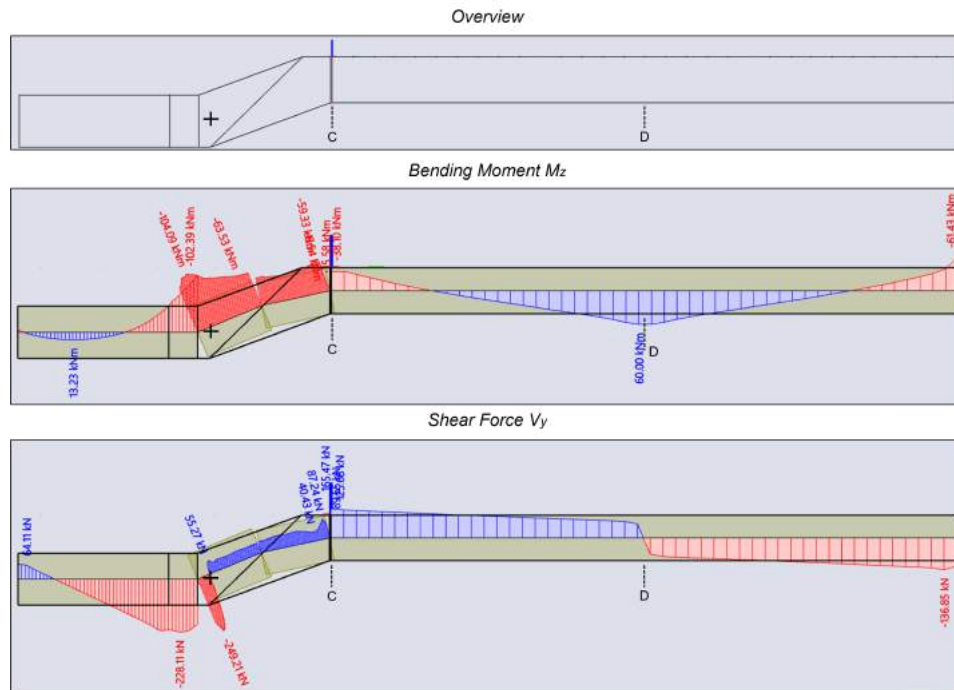 Overview
C
D
Bending Moment Mz
-104.09 kNm
-102.39 kNm
-63.53 kNm
-59.33 kNm
-38.10 kNm
-61.43 kNm
13.23 kNm
C
60.00 kNm
D
Shear Force Vy
64.11 kN
55.27 kN
40.43 kN
87.24 kN
C
D
-228.11 kN
-249.21 kN
-136.85 kN